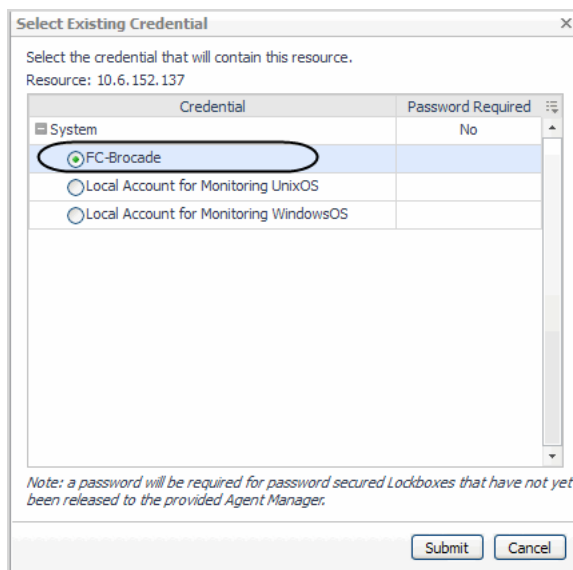 Select Existing Credential
Select the credential that will contain this resource.
Resource: 10.6.152.137
Credential Password Required
System No
FC-Brocade
Local Account for Monitoring UnixOS
Local Account for Monitoring WindowsOS
Note: a password will be required for password secured Lockboxes that have not yet
been released to the provided Agent Manager.
Submit Cancel